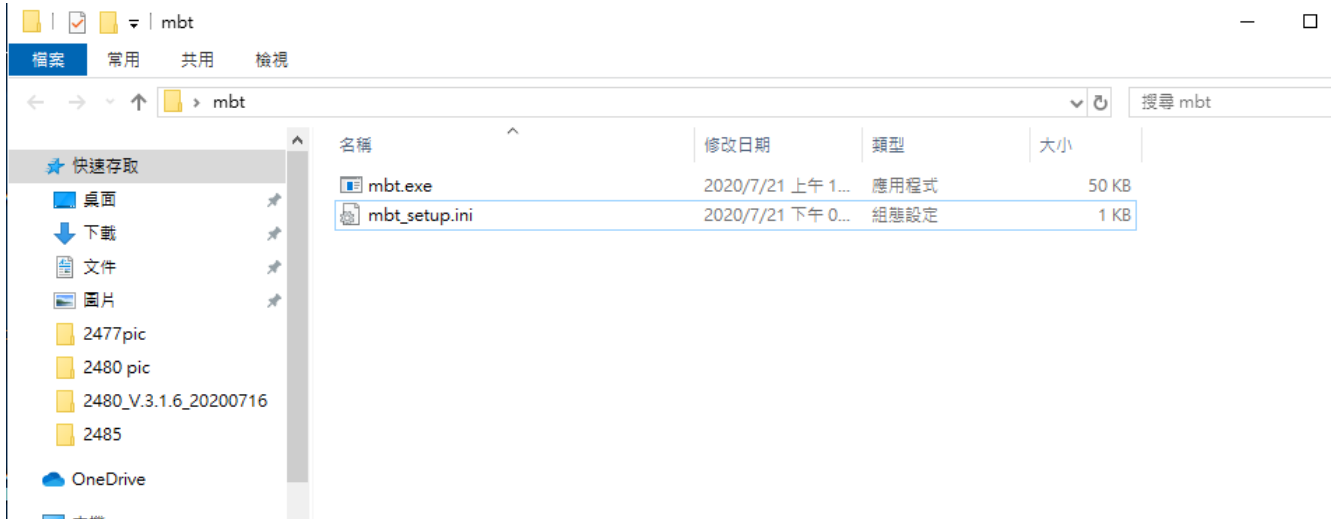 mbt
檔案 常用 共用 檢視
mbt
搜尋 mbt
快速存取
桌面
下載
文件
圖片
2477pic
2480 pic
2480_V.3.1.6_20200716
2485
OneDrive
名稱 修改日期 類型 大小
mbt.exe 2020/7/21 上午 1... 應用程式 50 KB
mbt_setup.ini 2020/7/21 下午 0... 組態設定 1 KB